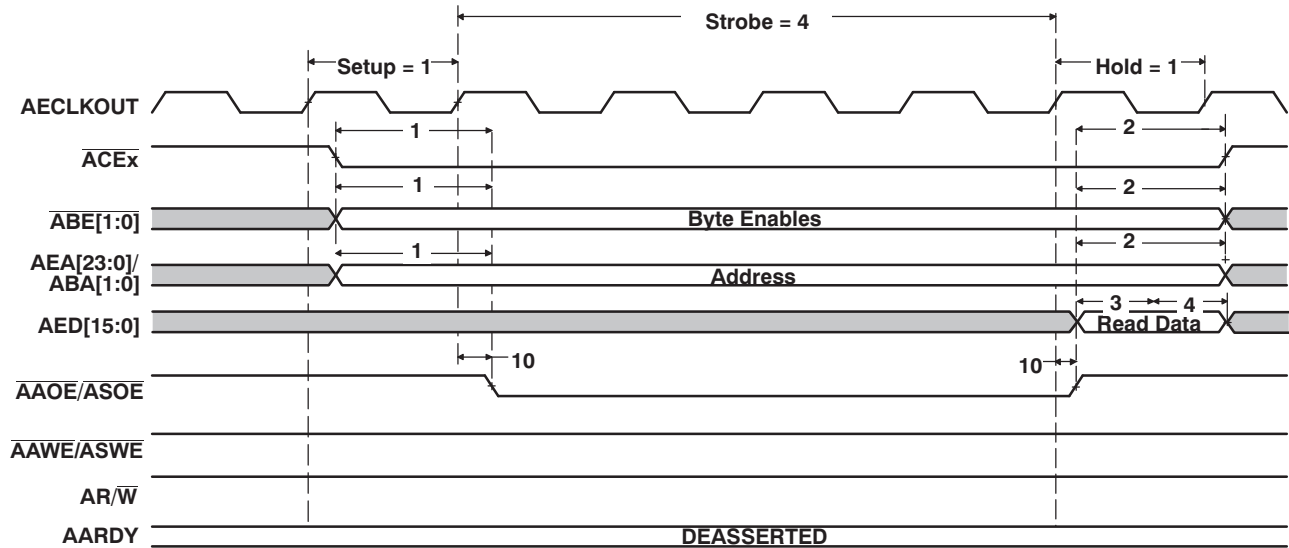 Strobe = 4
Setup = 1
Hold = 1
AECLKOUT
1
2
ACEx
1
2
ABE[1:0]
Byte Enables
1
2
AEA[23:0]/
ABA[1:0]
Address
3
4
AED[15:0]
Read Data
10
10
AAOE/ASOE
AAWE/ASWE
AR/W
AARDY
DEASSERTED